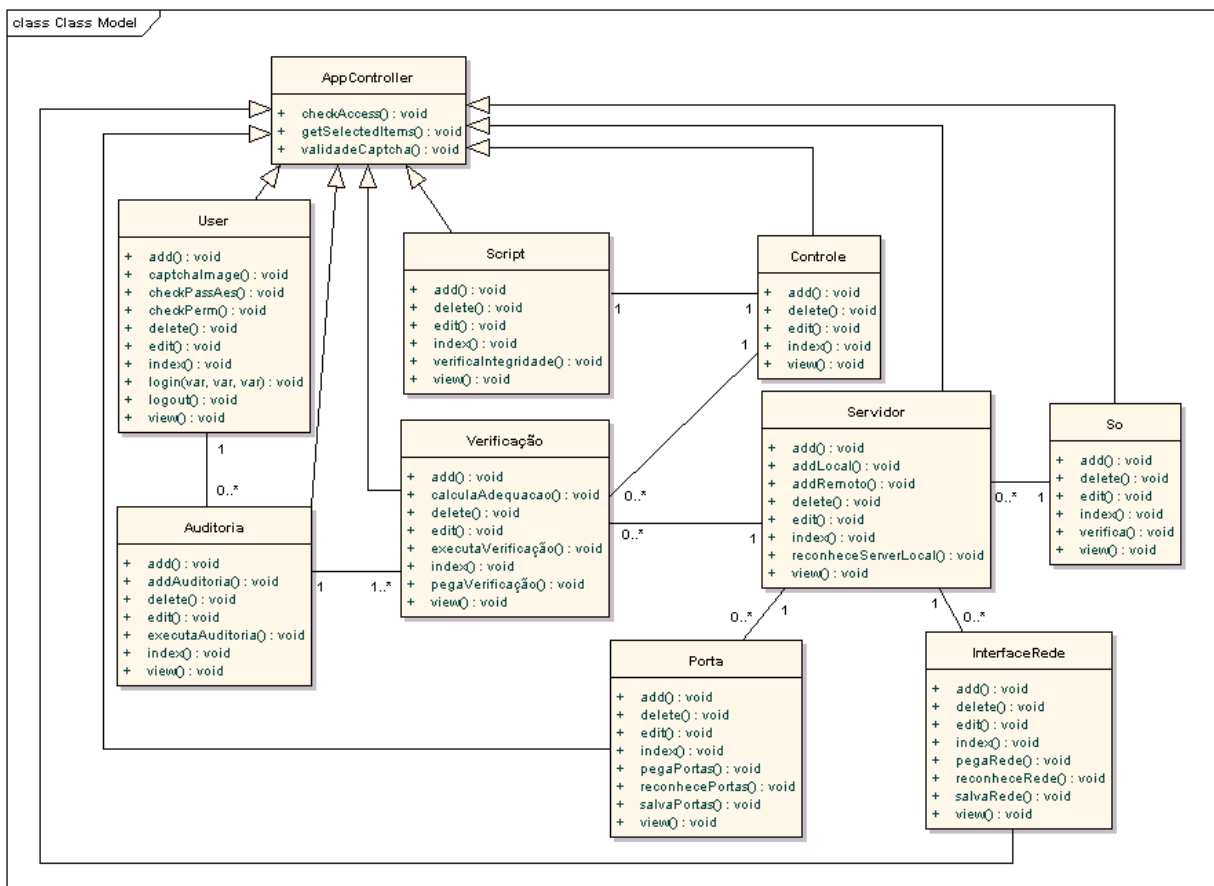 class Class Model
AppController
+ checkAccess() : void
+ getSelectedItems() : void
+ validadeCaptcha() : void
User
+ add() : void
+ captchaImage() : void
+ checkPassAes() : void
+ checkPerm() : void
+ delete() : void
+ edit() : void
+ index() : void
+ login(var, var, var) : void
+ logout() : void
+ view() : void
Script
+ add() : void
+ delete() : void
+ edit() : void
+ index() : void
+ verificaIntegridade() : void
+ view() : void
1
1
Controle
+ add() : void
+ delete() : void
+ edit() : void
+ index() : void
+ view() : void
1
0..*
Verificação
+ add() : void
+ calculaAdequacao() : void
+ delete() : void
+ edit() : void
+ executaVerificação() : void
+ index() : void
+ pegaVerificação() : void
+ view() : void
0..*
1
Servidor
+ add() : void
+ addLocal() : void
+ addRemoto() : void
+ delete() : void
+ edit() : void
+ index() : void
+ reconheceServerLocal() : void
+ view() : void
0..*
1
So
+ add() : void
+ delete() : void
+ edit() : void
+ index() : void
+ verifica() : void
+ view() : void
1
0..*
Auditoria
+ add() : void
+ addAuditoria() : void
+ delete() : void
+ edit() : void
+ executaAuditoria() : void
+ index() : void
+ view() : void
1
1..*
0..*
1
Porta
+ add() : void
+ delete() : void
+ edit() : void
+ index() : void
+ pegaPortas() : void
+ reconhecePortas() : void
+ salvaPortas() : void
+ view() : void
1
0..*
InterfaceRede
+ add() : void
+ delete() : void
+ edit() : void
+ index() : void
+ pegaRede() : void
+ reconheceRede() : void
+ salvaRede() : void
+ view() : void